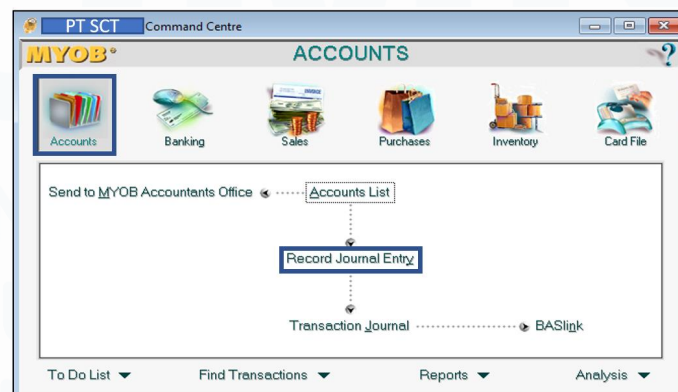 PT SCT Command Centre
MYOB ACCOUNTS ?
Accounts Banking Sales Purchases Inventory Card File
Send to MYOB Accountants Office Accounts List
Record Journal Entry
Transaction Journal BASlink
To Do List Find Transactions Reports Analysis